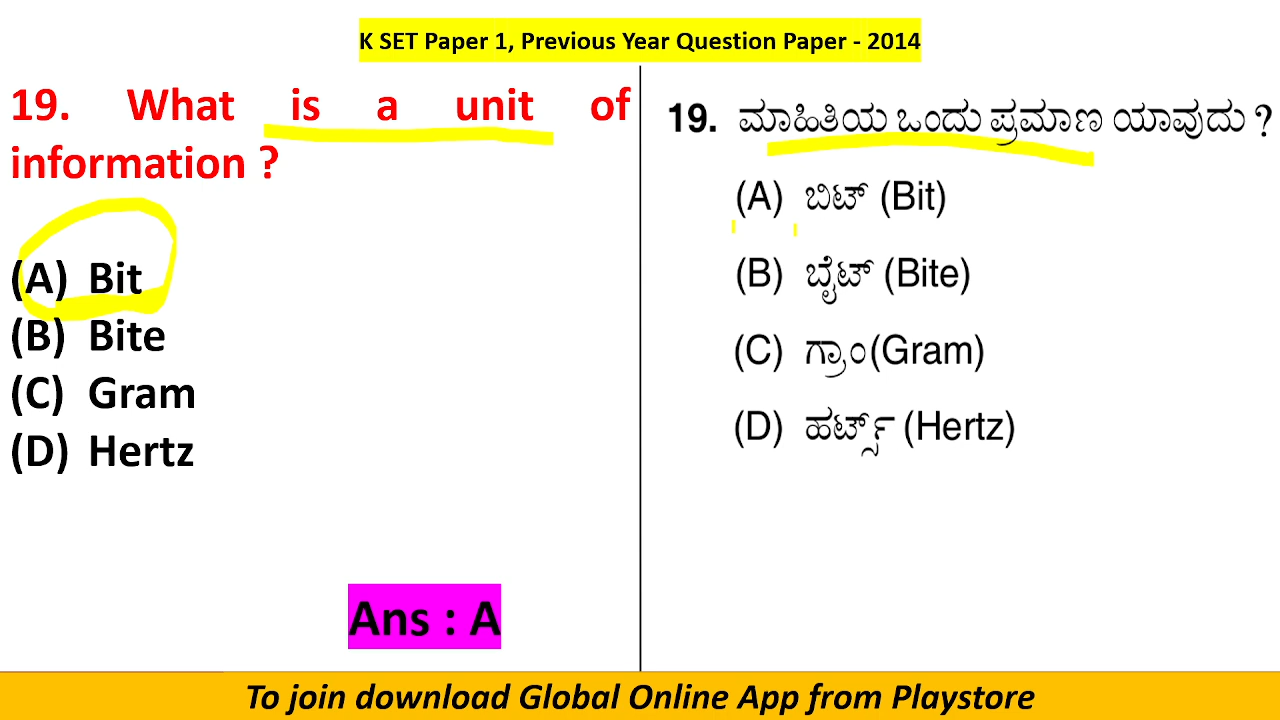 K SET Paper 1, Previous Year Question Paper - 2014
19. What is a unit of
information ?
(A) Bit
(B) Bite
(C) Gram
(D) Hertz
Ans : A
19. ಮಾಹಿತಿಯ ಒಂದು ಪ್ರಮಾಣ ಯಾವುದು ?
(A) ಬಿಟ್ (Bit)
(B) ಬೈಟ್ (Bite)
(C) ಗ್ರಾಂ(Gram)
(D) ಹರ್ಟ್ಸ್ (Hertz)
To join download Global Online App from Playstore